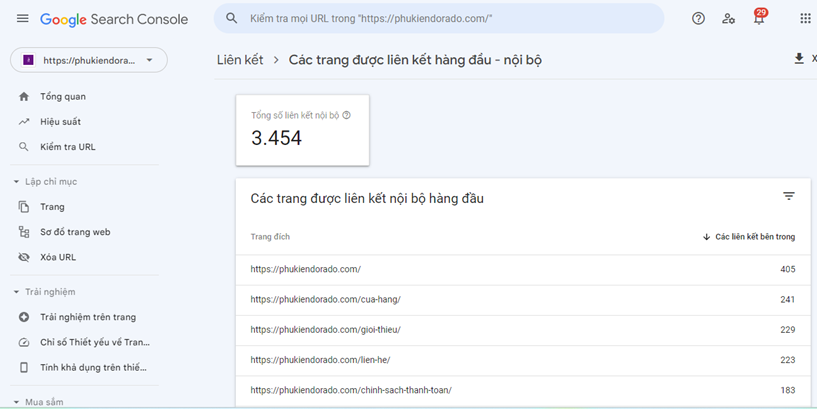 Google Search Console
Kiểm tra mọi URL trong "https://phukiendorado.com/"
29
https://phukiendora...
Liên kết > Các trang được liên kết hàng đầu - nội bộ
X
Tổng quan
Hiệu suất
Kiểm tra URL
Lập chỉ mục
Trang
Sơ đồ trang web
Xóa URL
Trải nghiệm
Trải nghiệm trên trang
Chỉ số Thiết yếu về Tran...
Tính khả dụng trên thiế...
Mua sắm
Tổng số liên kết nội bộ
3.454
Các trang được liên kết nội bộ hàng đầu
Trang đích Các liên kết bên trong
https://phukiendorado.com/ 405
https://phukiendorado.com/cua-hang/ 241
https://phukiendorado.com/gioi-thieu/ 229
https://phukiendorado.com/lien-he/ 223
https://phukiendorado.com/chinh-sach-thanh-toan/ 183